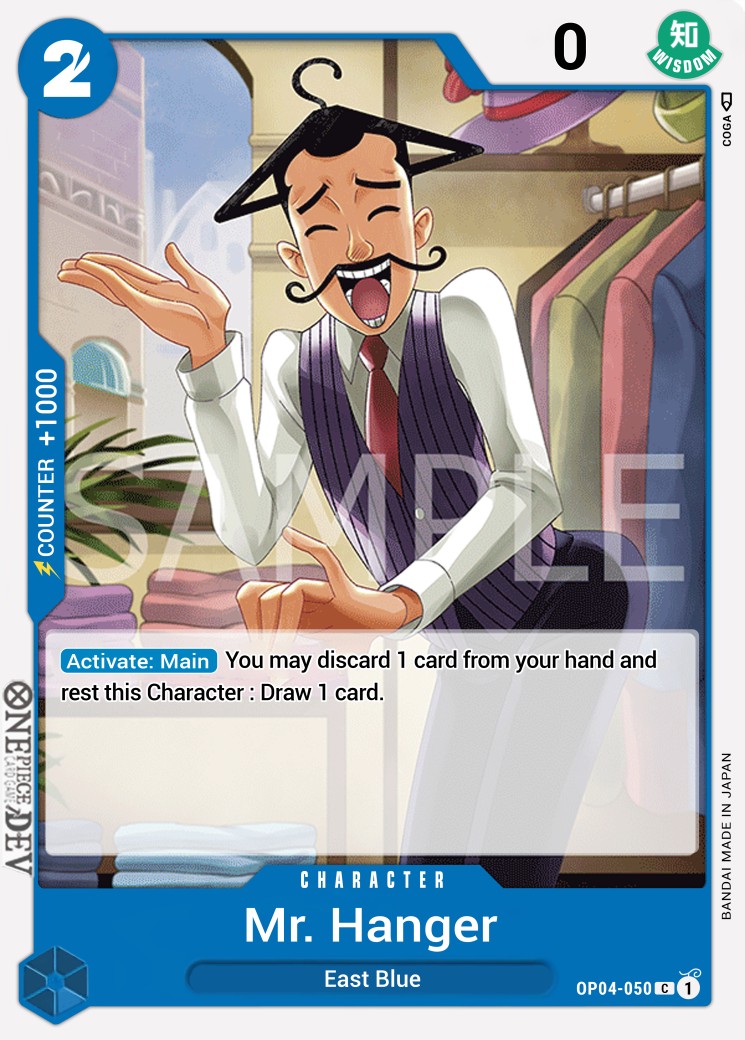 2
0
知
WISDOM
COGA
COUNTER +1000
SAMPLE
Activate: Main You may discard 1 card from your hand and
rest this Character : Draw 1 card.
ONE PIECE
CARD GAME
DEV
BANDAI MADE IN JAPAN
CHARACTER
Mr. Hanger
East Blue
OP04-050 C 1